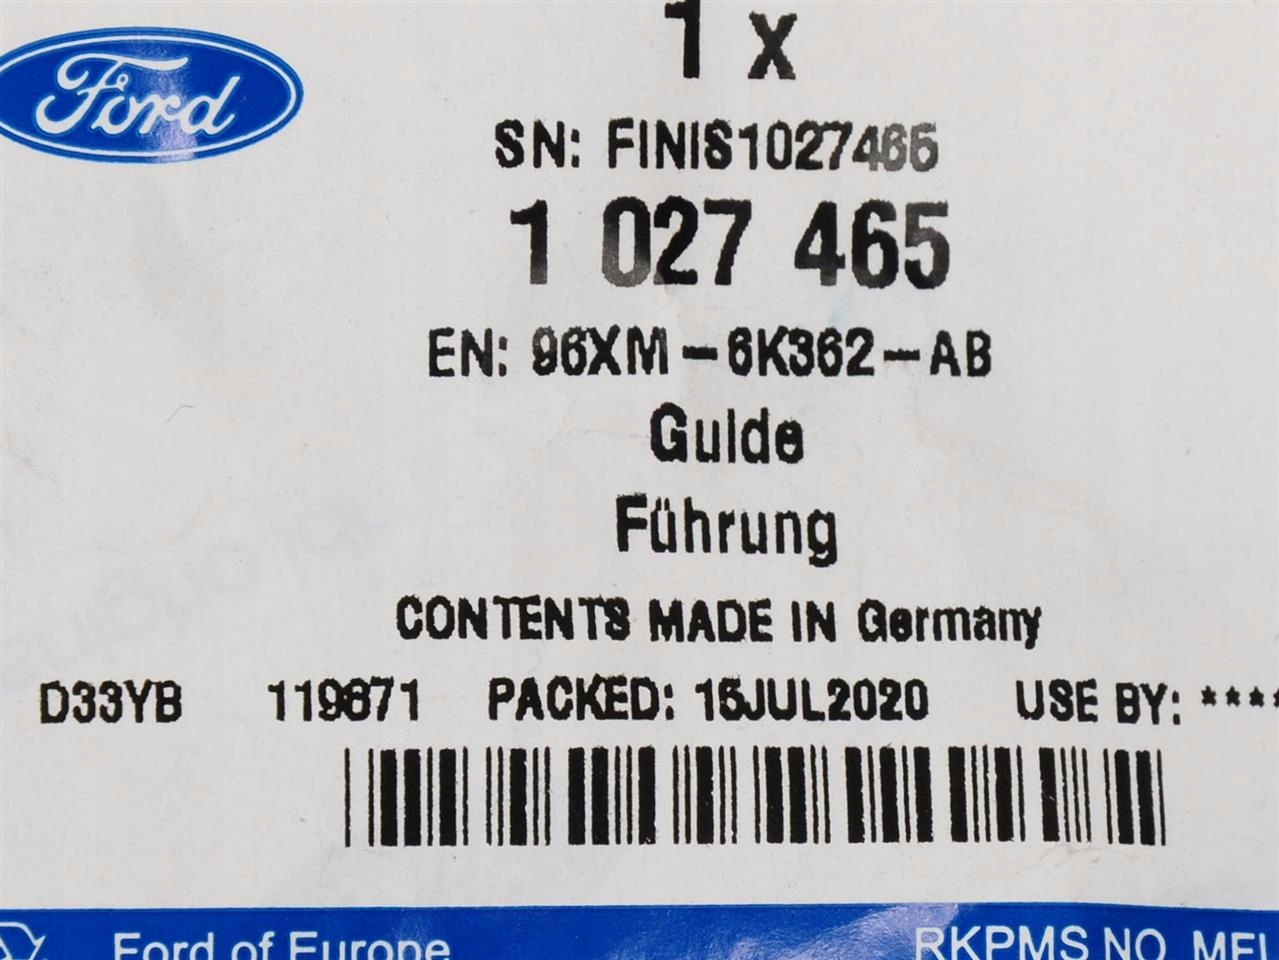 Ford
1 x
SN: FINIS1027465
1 027 465
EN: 96XM-6K362-AB
Guide
Führung
CONTENTS MADE IN Germany
D33YB 119671 PACKED: 15JUL2020 USE BY: ****
Ford of Europe RKPMS NO. MEL